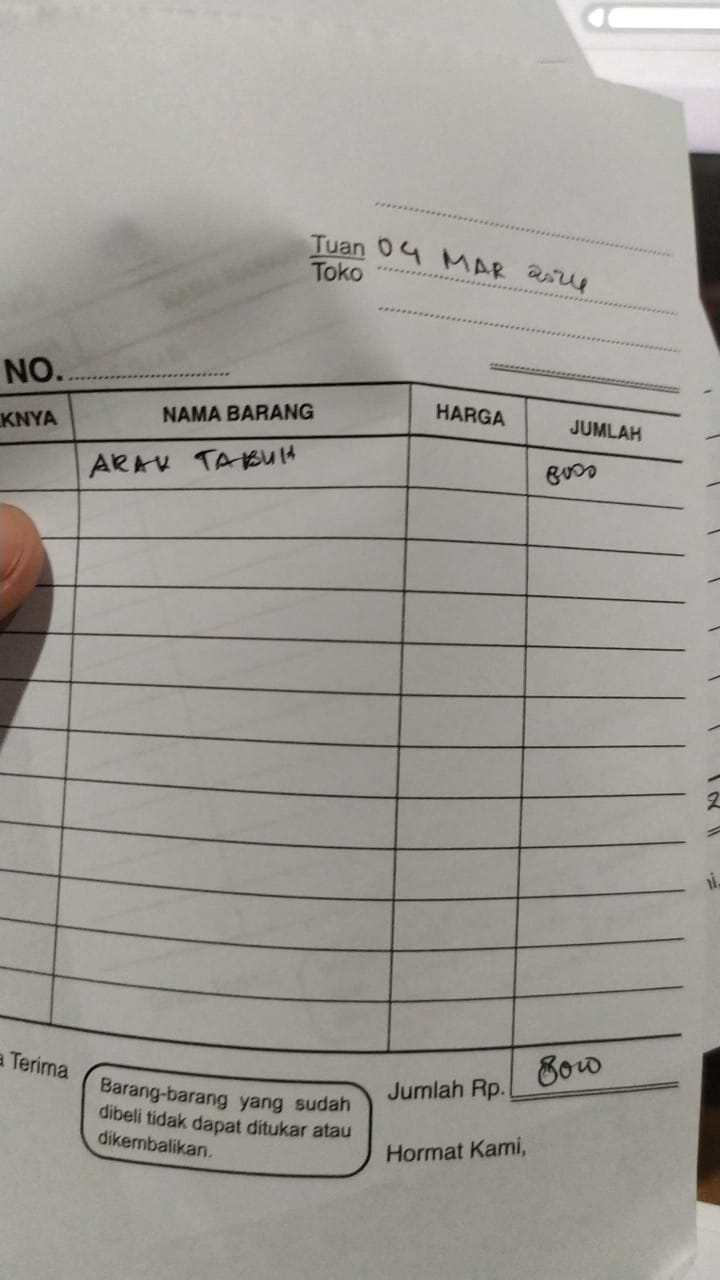 Tuan 04 MAR 2024
Toko
NO.
KNYA NAMA BARANG HARGA JUMLAH
ARAK TABUH 8000
Terima
Barang-barang yang sudah
dibeli tidak dapat ditukar atau
dikembalikan.
Jumlah Rp. 8000
Hormat Kami,